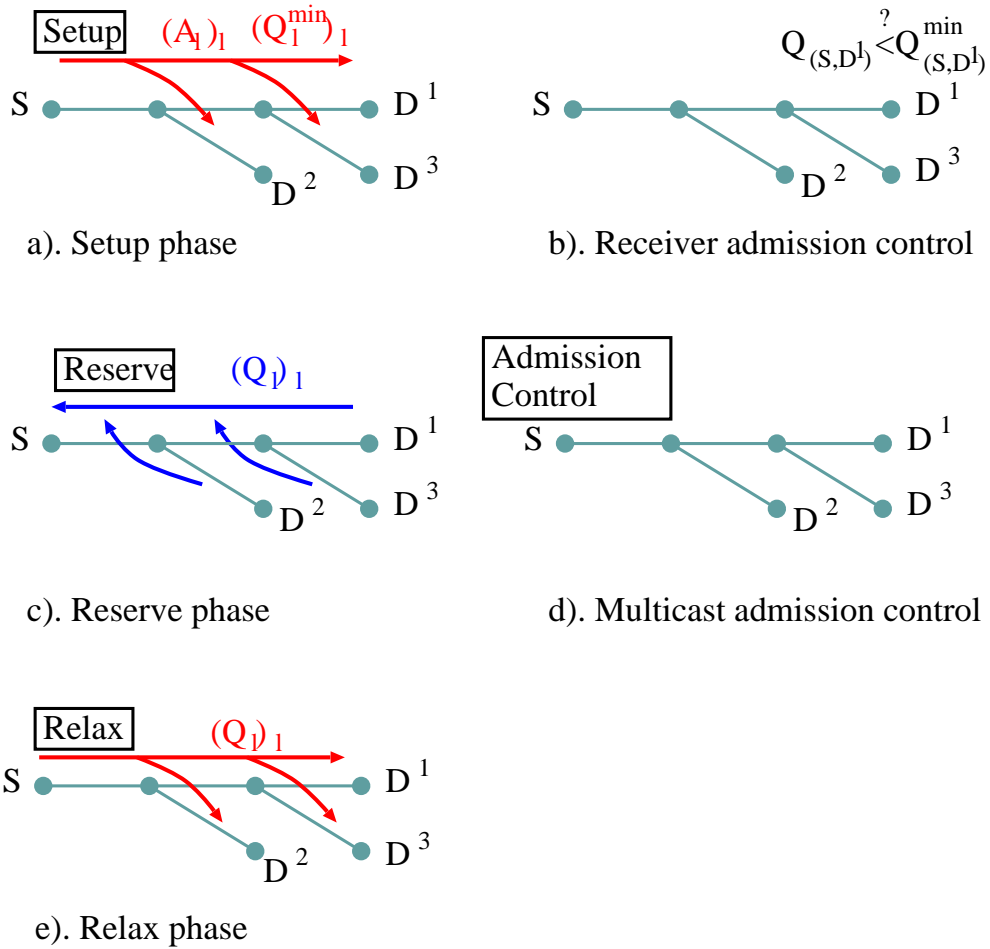 Setup (A_l)_l (Q_l^min)_l
S D^1
D^2 D^3
a). Setup phase
Q_(S,D^l) <^? Q_(S,D^l)^min
S D^1
D^2 D^3
b). Receiver admission control
Reserve (Q_l)_l
S D^1
D^2 D^3
c). Reserve phase
Admission
Control
S D^1
D^2 D^3
d). Multicast admission control
Relax (Q_l)_l
S D^1
D^2 D^3
e). Relax phase